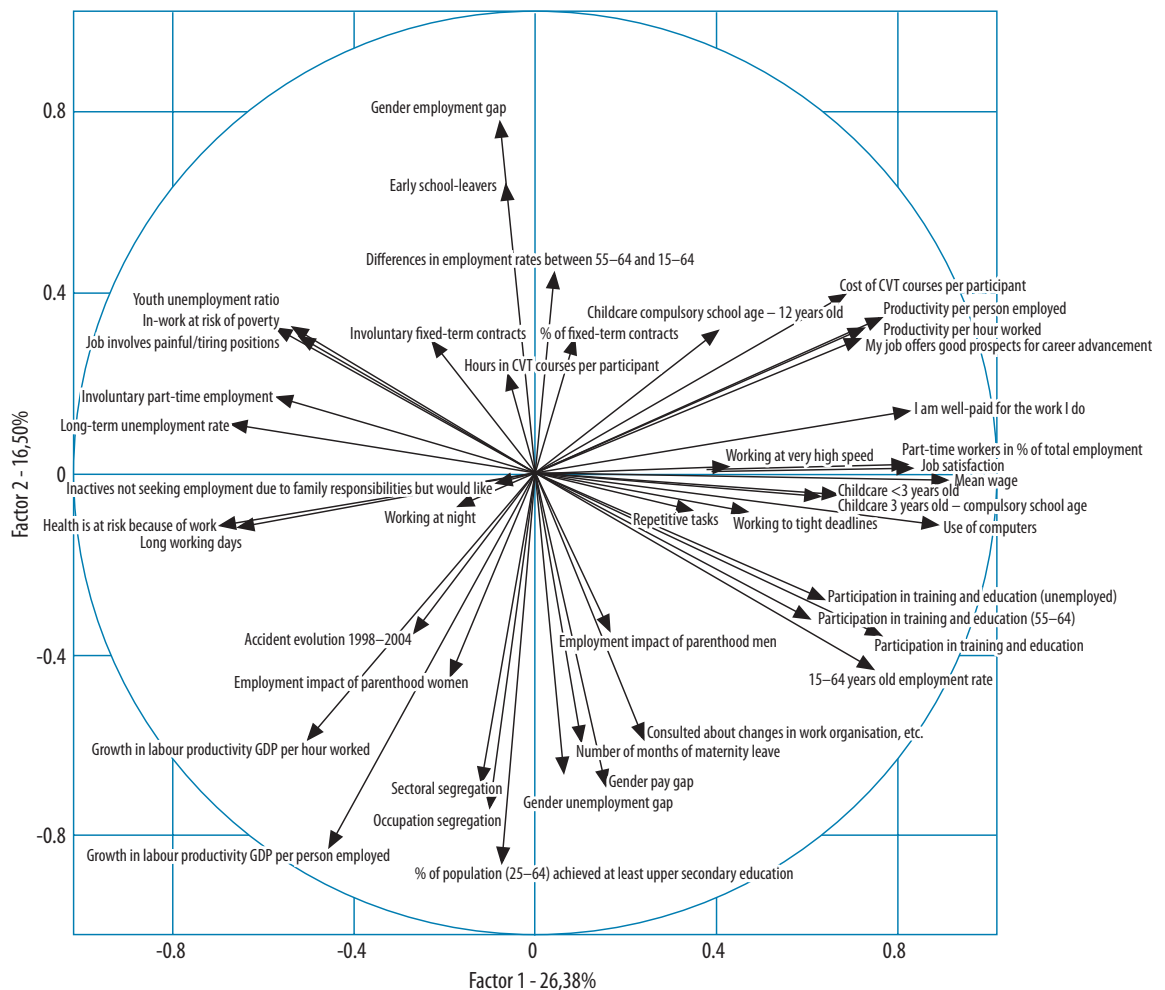 Gender employment gap
0.8
Early school-leavers
Differences in employment rates between 55–64 and 15–64
Cost of CVT courses per participant
0.4
Youth unemployment ratio
Childcare compulsory school age – 12 years old
Productivity per person employed
In-work at risk of poverty
Involuntary fixed-term contracts
% of fixed-term contracts
Productivity per hour worked
Job involves painful/tiring positions
My job offers good prospects for career advancement
Hours in CVT courses per participant
Involuntary part-time employment
I am well-paid for the work I do
Long-term unemployment rate
Part-time workers in % of total employment
Working at very high speed
Job satisfaction
0
Mean wage
Inactives not seeking employment due to family responsibilities but would like
Childcare <3 years old
Childcare 3 years old – compulsory school age
Working at night
Repetitive tasks
Working to tight deadlines
Health is at risk because of work
Use of computers
Long working days
Factor 2 - 16,50%
Participation in training and education (unemployed)
Participation in training and education (55–64)
Accident evolution 1998–2004
Employment impact of parenthood men
Participation in training and education
-0.4
Employment impact of parenthood women
15–64 years old employment rate
Consulted about changes in work organisation, etc.
Growth in labour productivity GDP per hour worked
Number of months of maternity leave
Sectoral segregation
Gender pay gap
Gender unemployment gap
Occupation segregation
-0.8
Growth in labour productivity GDP per person employed
% of population (25–64) achieved at least upper secondary education
-0.8
-0.4
0
0.4
0.8
Factor 1 - 26,38%